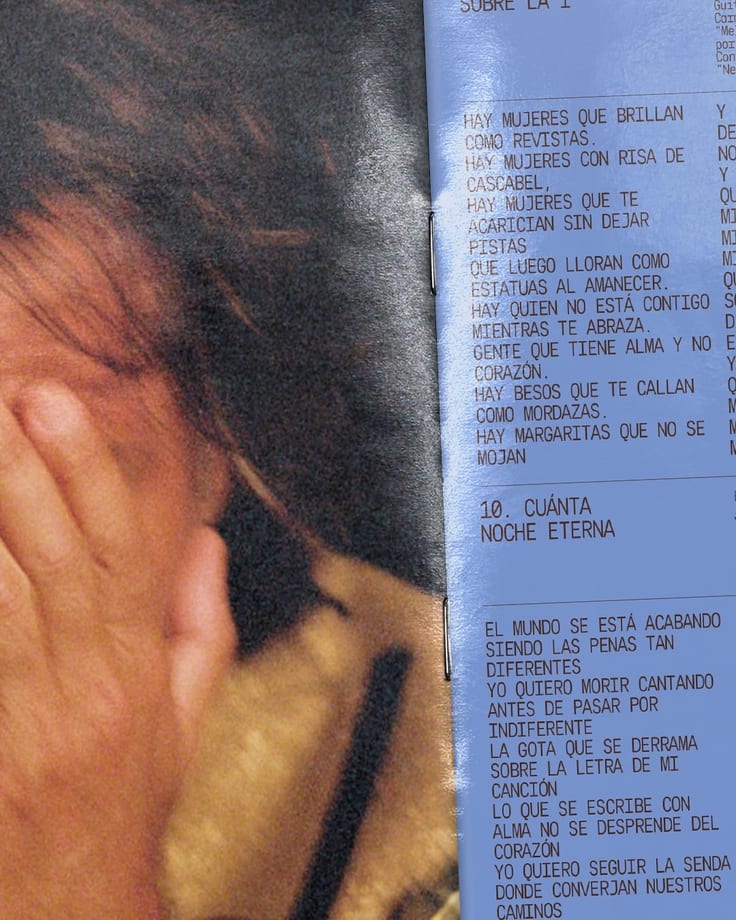 SOBRE LA
HAY MUJERES QUE BRILLAN
COMO REVISTAS.
HAY MUJERES CON RISA DE
CASCABEL,
HAY MUJERES QUE TE
ACARICIAN SIN DEJAR
PISTAS
QUE LUEGO LLORAN COMO
ESTATUAS AL AMANECER.
HAY QUIEN NO ESTÁ CONTIGO
MIENTRAS TE ABRAZA.
GENTE QUE TIENE ALMA Y NO
CORAZÓN.
HAY BESOS QUE TE CALLAN
COMO MORDAZAS.
HAY MARGARITAS QUE NO SE
MOJAN
10. CUÁNTA
NOCHE ETERNA
EL MUNDO SE ESTÁ ACABANDO
SIENDO LAS PENAS TAN
DIFERENTES
YO QUIERO MORIR CANTANDO
ANTES DE PASAR POR
INDIFERENTE
LA GOTA QUE SE DERRAMA
SOBRE LA LETRA DE MI
CANCIÓN
LO QUE SE ESCRIBE CON
ALMA NO SE DESPRENDE DEL
CORAZÓN
YO QUIERO SEGUIR LA SENDA
DONDE CONVERJAN NUESTROS
CAMINOS